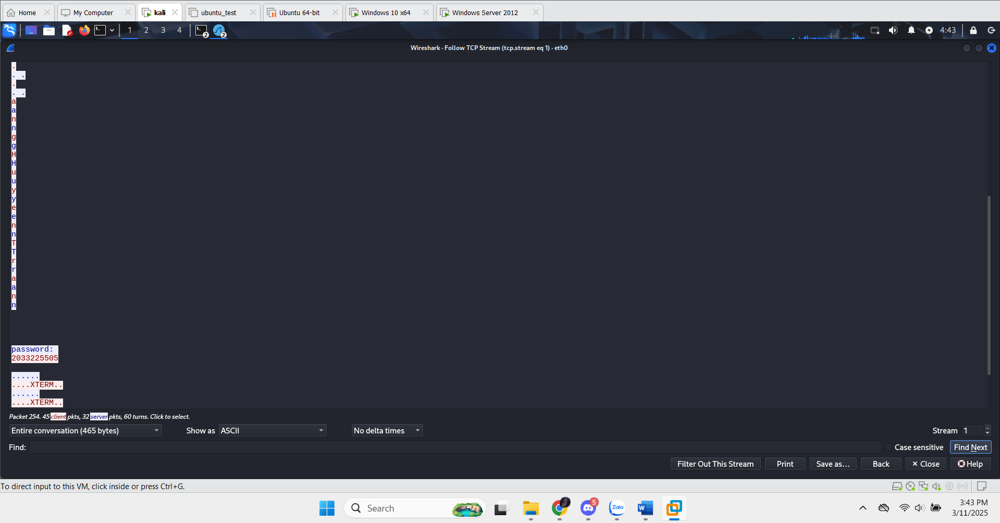 Home
My Computer
kali
ubuntu_test
Ubuntu 64-bit
Windows 10 x64
Windows Server 2012
1 2 3 4
2
2
4:43
Wireshark · Follow TCP Stream (tcp.stream eq 1) · eth0
.
. .
.
. .
a
a
n
n
g
g
H
H
u
u
y
y
e
e
n
n
T
T
r
r
a
a
n
n
password:
2033225505
......
....XTERM..
......
....XTERM..
Packet 254. 45 client pkts, 32 server pkts, 60 turns. Click to select.
Entire conversation (465 bytes)
Show as ASCII
No delta times
Stream 1
Find:
Case sensitive
Find Next
Filter Out This Stream
Print
Save as…
Back
× Close
Help
To direct input to this VM, click inside or press Ctrl+G.
Search
5
Zalo
W
3:43 PM
3/11/2025